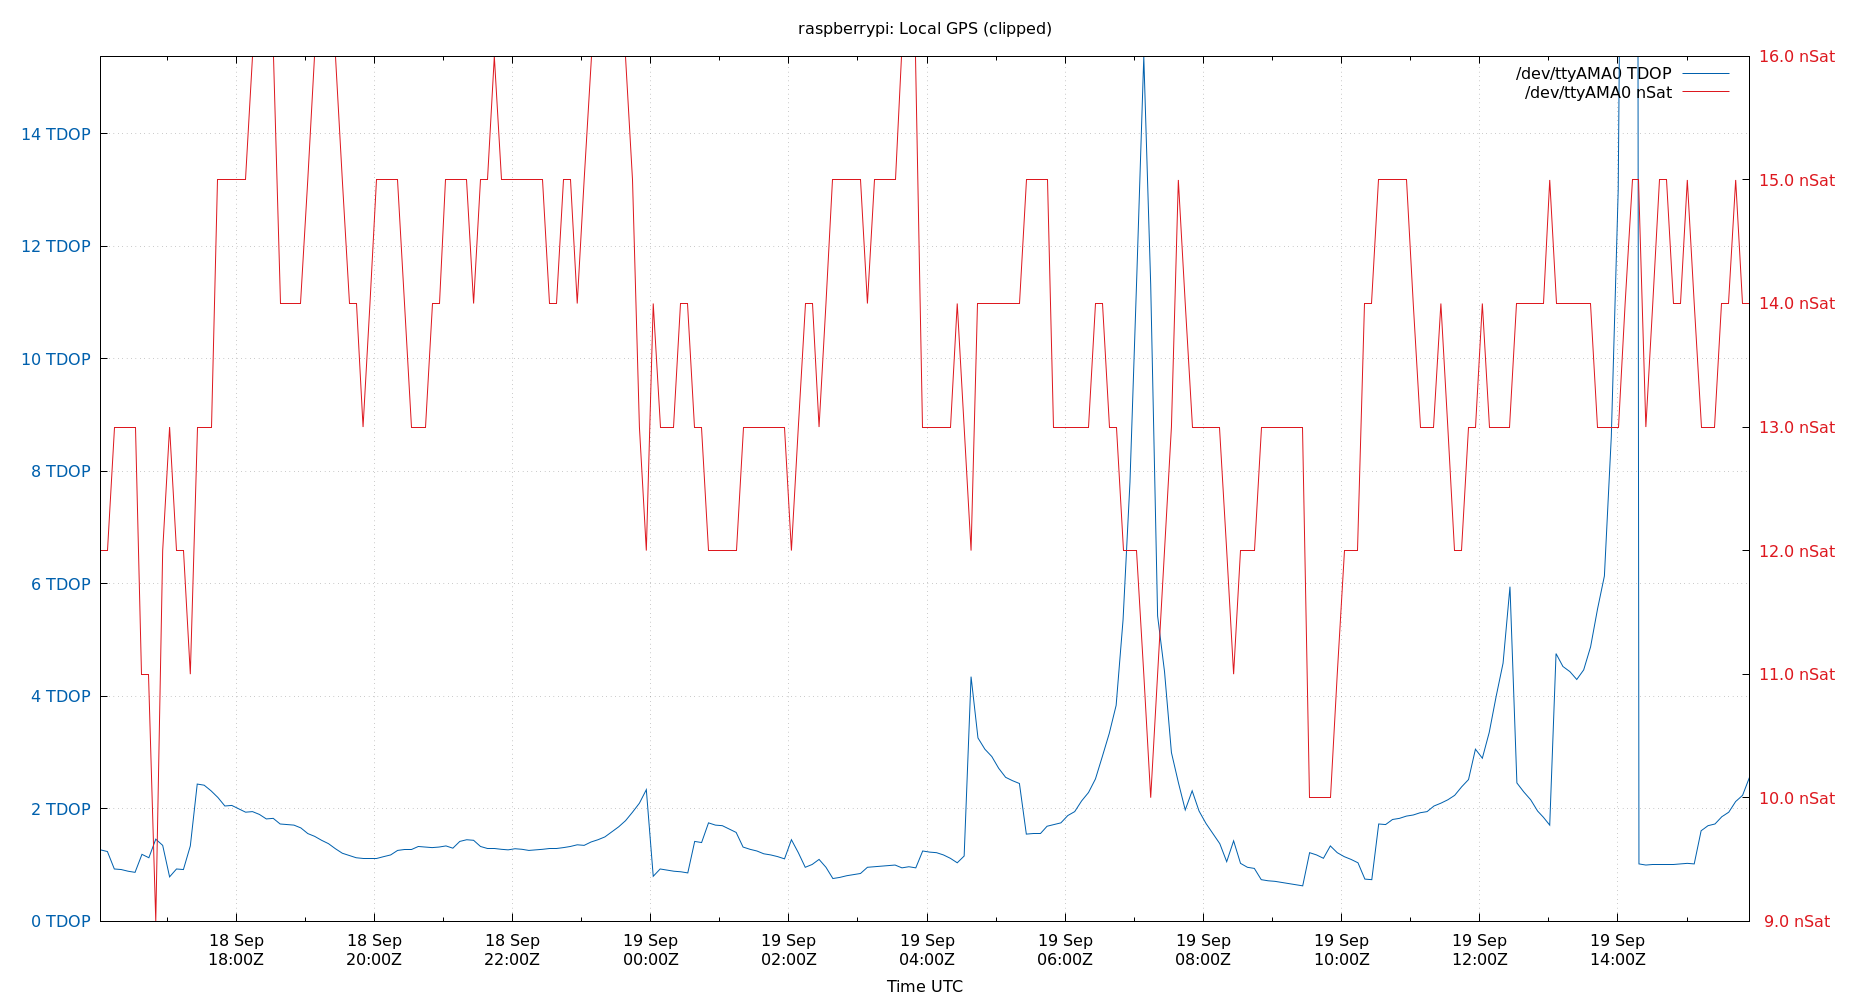 raspberrypi: Local GPS (clipped)
/dev/ttyAMA0 TDOP
/dev/ttyAMA0 nSat
14 TDOP
12 TDOP
10 TDOP
8 TDOP
6 TDOP
4 TDOP
2 TDOP
0 TDOP
16.0 nSat
15.0 nSat
14.0 nSat
13.0 nSat
12.0 nSat
11.0 nSat
10.0 nSat
9.0 nSat
18 Sep
18:00Z
18 Sep
20:00Z
18 Sep
22:00Z
19 Sep
00:00Z
19 Sep
02:00Z
19 Sep
04:00Z
19 Sep
06:00Z
19 Sep
08:00Z
19 Sep
10:00Z
19 Sep
12:00Z
19 Sep
14:00Z
Time UTC